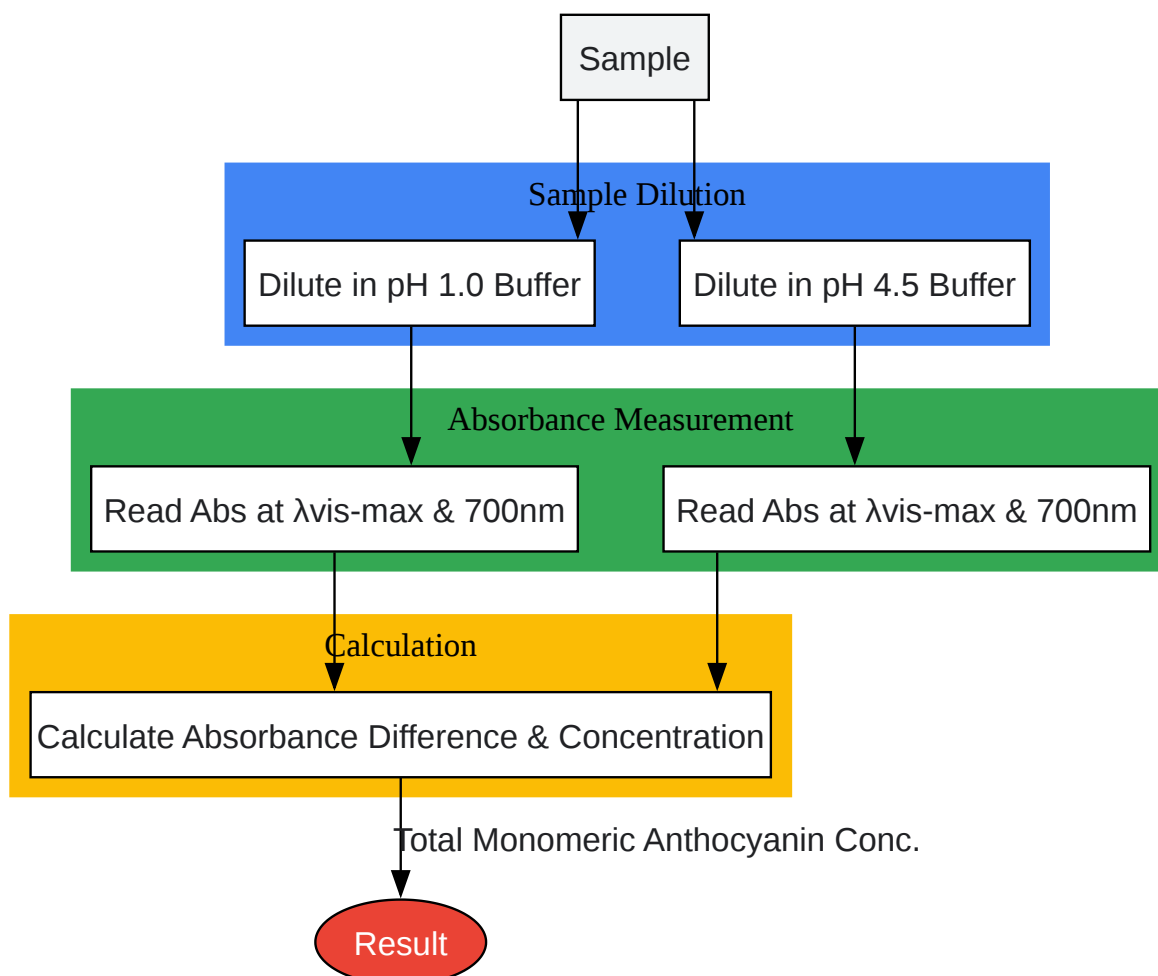 Sample
Sample Dilution
Dilute in pH 1.0 Buffer
Dilute in pH 4.5 Buffer
Absorbance Measurement
Read Abs at λvis-max & 700nm
Read Abs at λvis-max & 700nm
Calculation
Calculate Absorbance Difference & Concentration
Total Monomeric Anthocyanin Conc.
Result